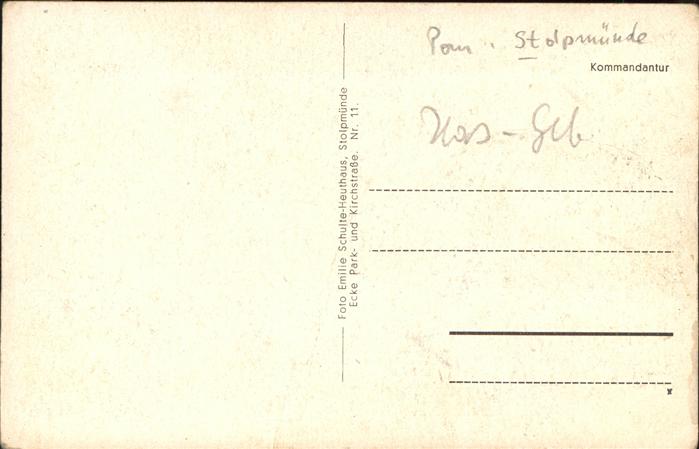 Pom. Stolpmünde
Kommandantur
Foto Emilie Schulte-Heuthaus, Stolpmünde
Ecke Park- und Kirchstraße. Nr. 11.